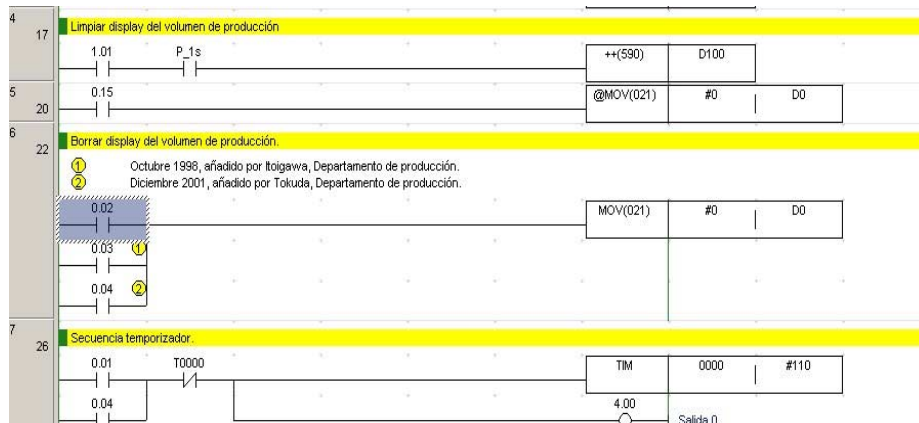 4
17
Limpiar display del volumen de producción
1.01 P_1s ++(590) D100
5
20
0.15 @MOV(021) #0 D0
6
22
Borrar display del volumen de producción.
1 Octubre 1998, añadido por Itoigawa, Departamento de producción.
2 Diciembre 2001, añadido por Tokuda, Departamento de producción.
0.02 MOV(021) #0 D0
0.03 1
0.04 2
7
26
Secuencia temporizador.
0.01 T0000 TIM 0000 #110
0.04 4.00
Salida 0